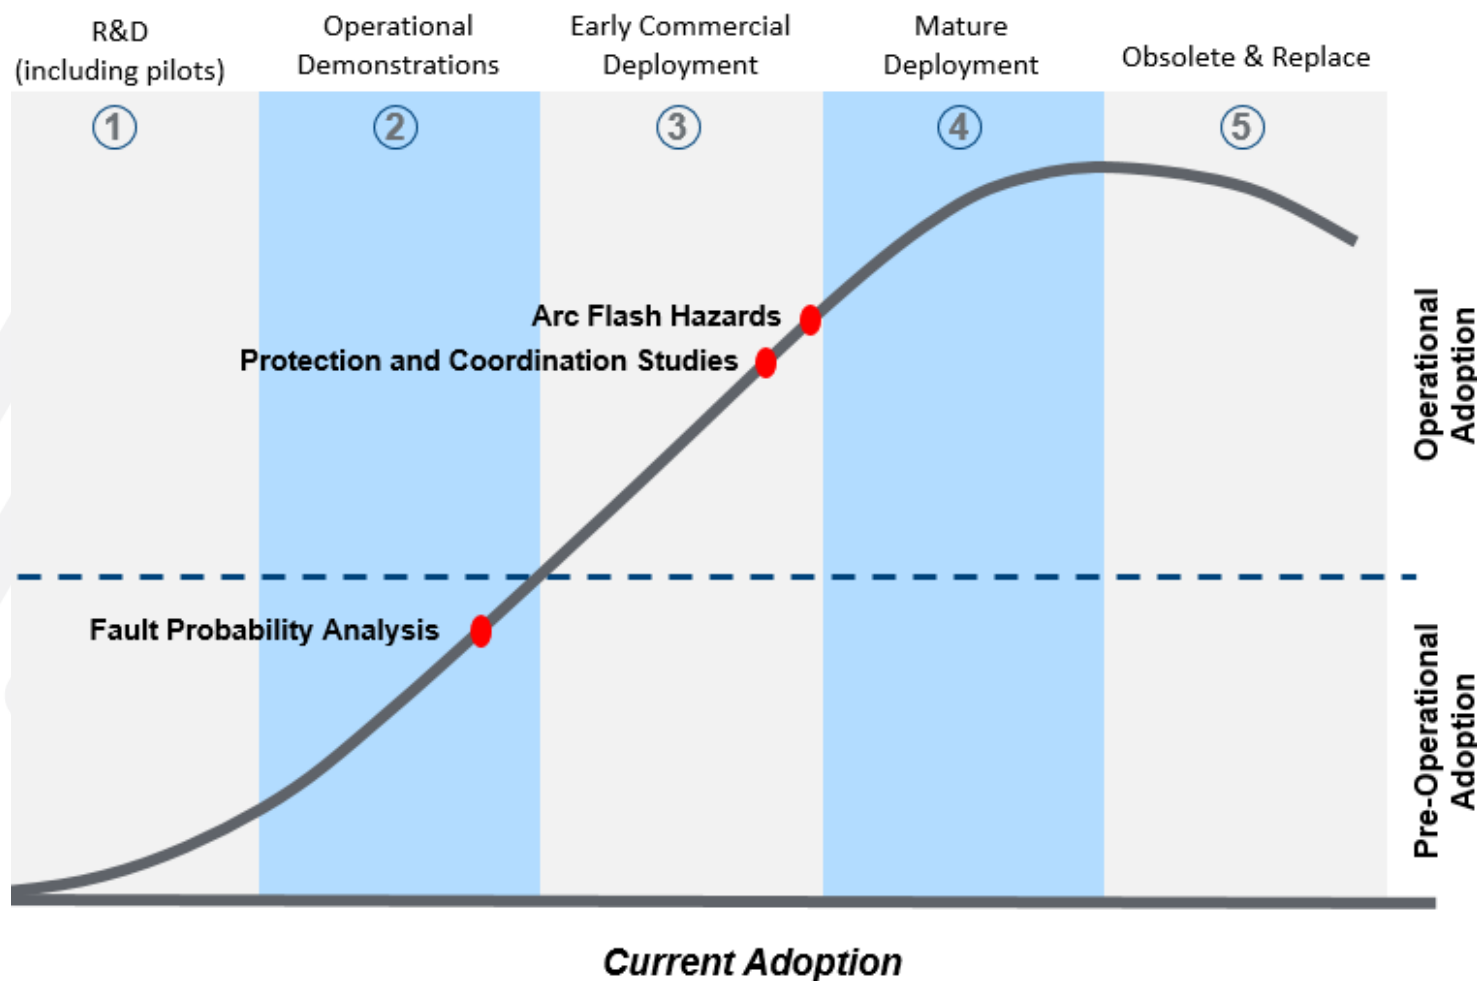 R&D
(including pilots)
Operational
Demonstrations
Early Commercial
Deployment
Mature
Deployment
Obsolete & Replace
1
2
3
4
5
Arc Flash Hazards
Protection and Coordination Studies
Fault Probability Analysis
Operational
Adoption
Pre-Operational
Adoption
Current Adoption